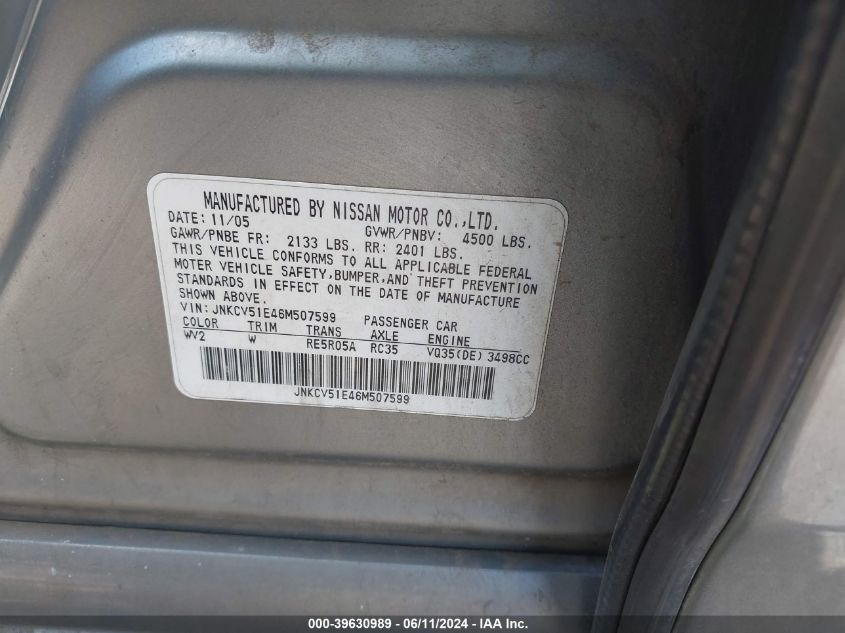 MANUFACTURED BY NISSAN MOTOR CO.,LTD.
DATE: 11/05 GVWR/PNBV: 4500 LBS.
GAWR/PNBE FR: 2133 LBS. RR: 2401 LBS.
THIS VEHICLE CONFORMS TO ALL APPLICABLE FEDERAL
MOTER VEHICLE SAFETY,BUMPER,AND THEFT PREVENTION
STANDARDS IN EFFECT ON THE DATE OF MANUFACTURE
SHOWN ABOVE.
VIN: JNKCV51E46M507599 PASSENGER CAR
COLOR TRIM TRANS AXLE ENGINE
WV2 W RE5R05A RC35 VQ35(DE) 3498CC
JNKCV51E46M507599
000-39630989 - 06/11/2024 - IAA Inc.